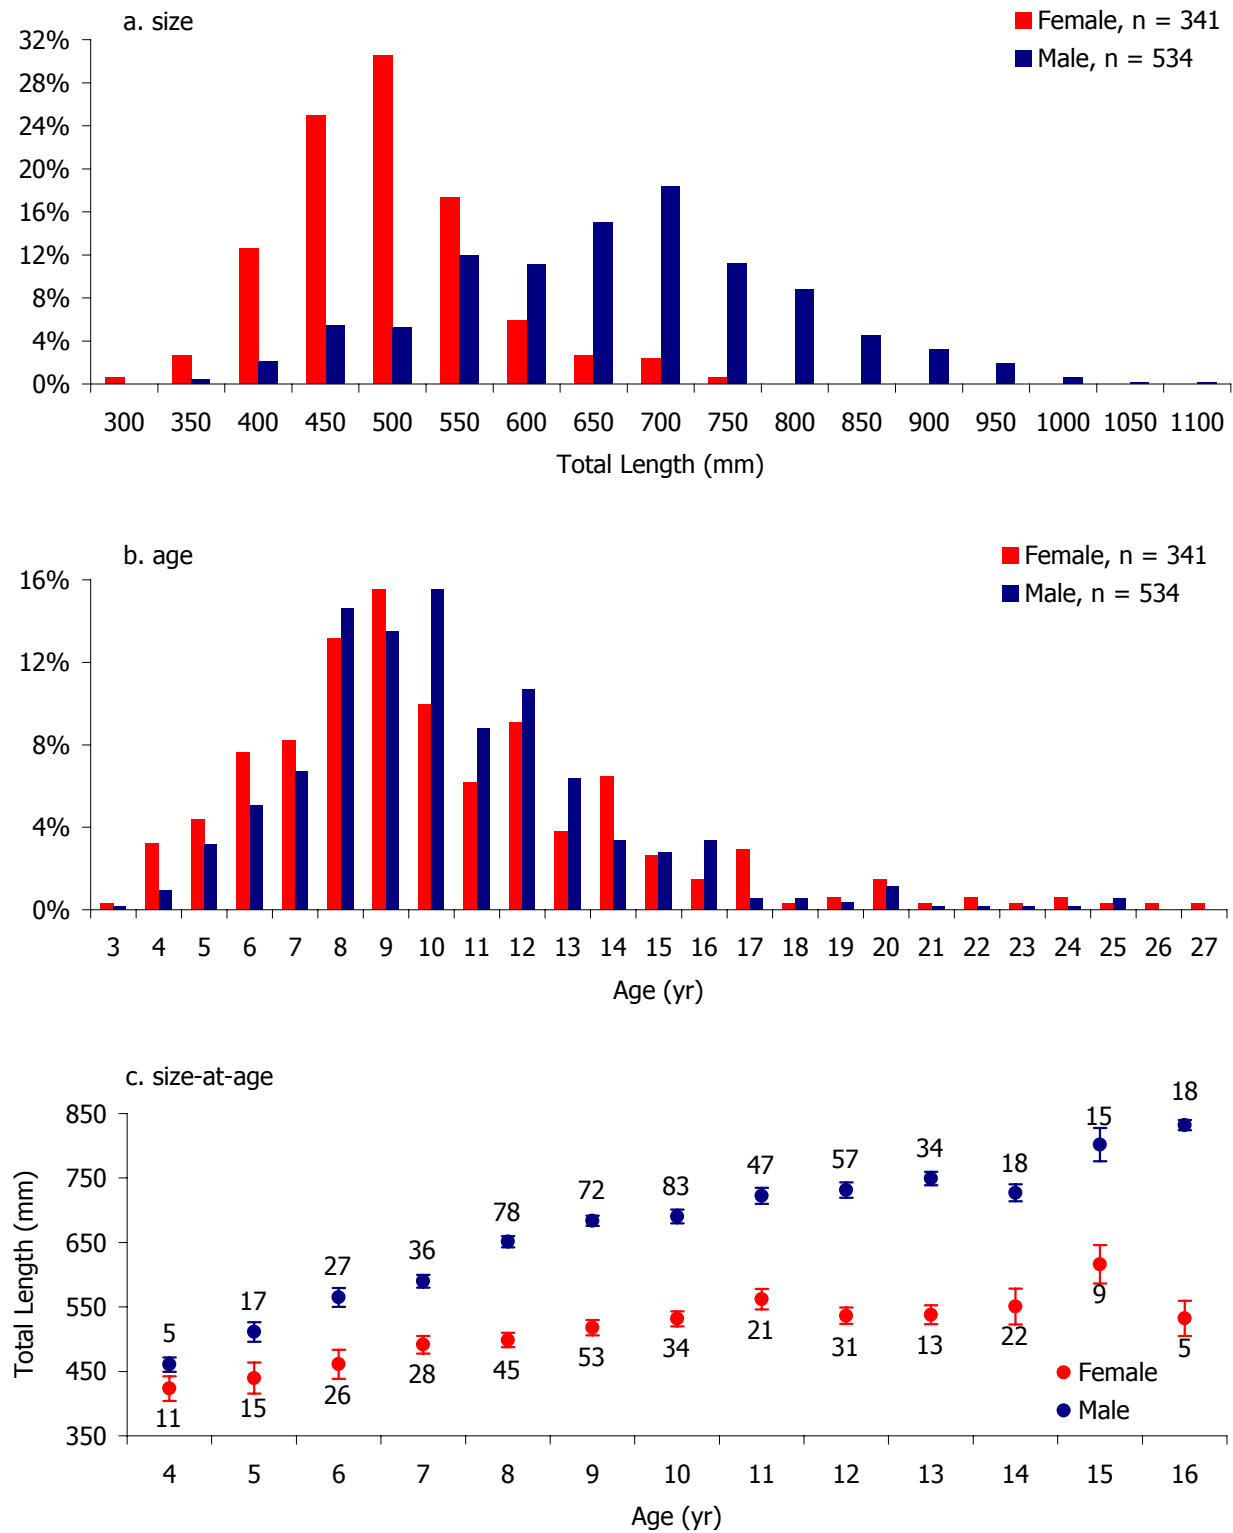 a. size
Female, n = 341
Male, n = 534
32%
28%
24%
20%
16%
12%
8%
4%
0%
300 350 400 450 500 550 600 650 700 750 800 850 900 950 1000 1050 1100
Total Length (mm)
b. age
Female, n = 341
Male, n = 534
16%
12%
8%
4%
0%
3 4 5 6 7 8 9 10 11 12 13 14 15 16 17 18 19 20 21 22 23 24 25 26 27
Age (yr)
c. size-at-age
Total Length (mm)
850
750
650
550
450
350
5 17 27 36 78 72 83 47 57 34 18 15 18
11 15 26 28 45 53 34 21 31 13 22 9 5
Female
Male
4 5 6 7 8 9 10 11 12 13 14 15 16
Age (yr)